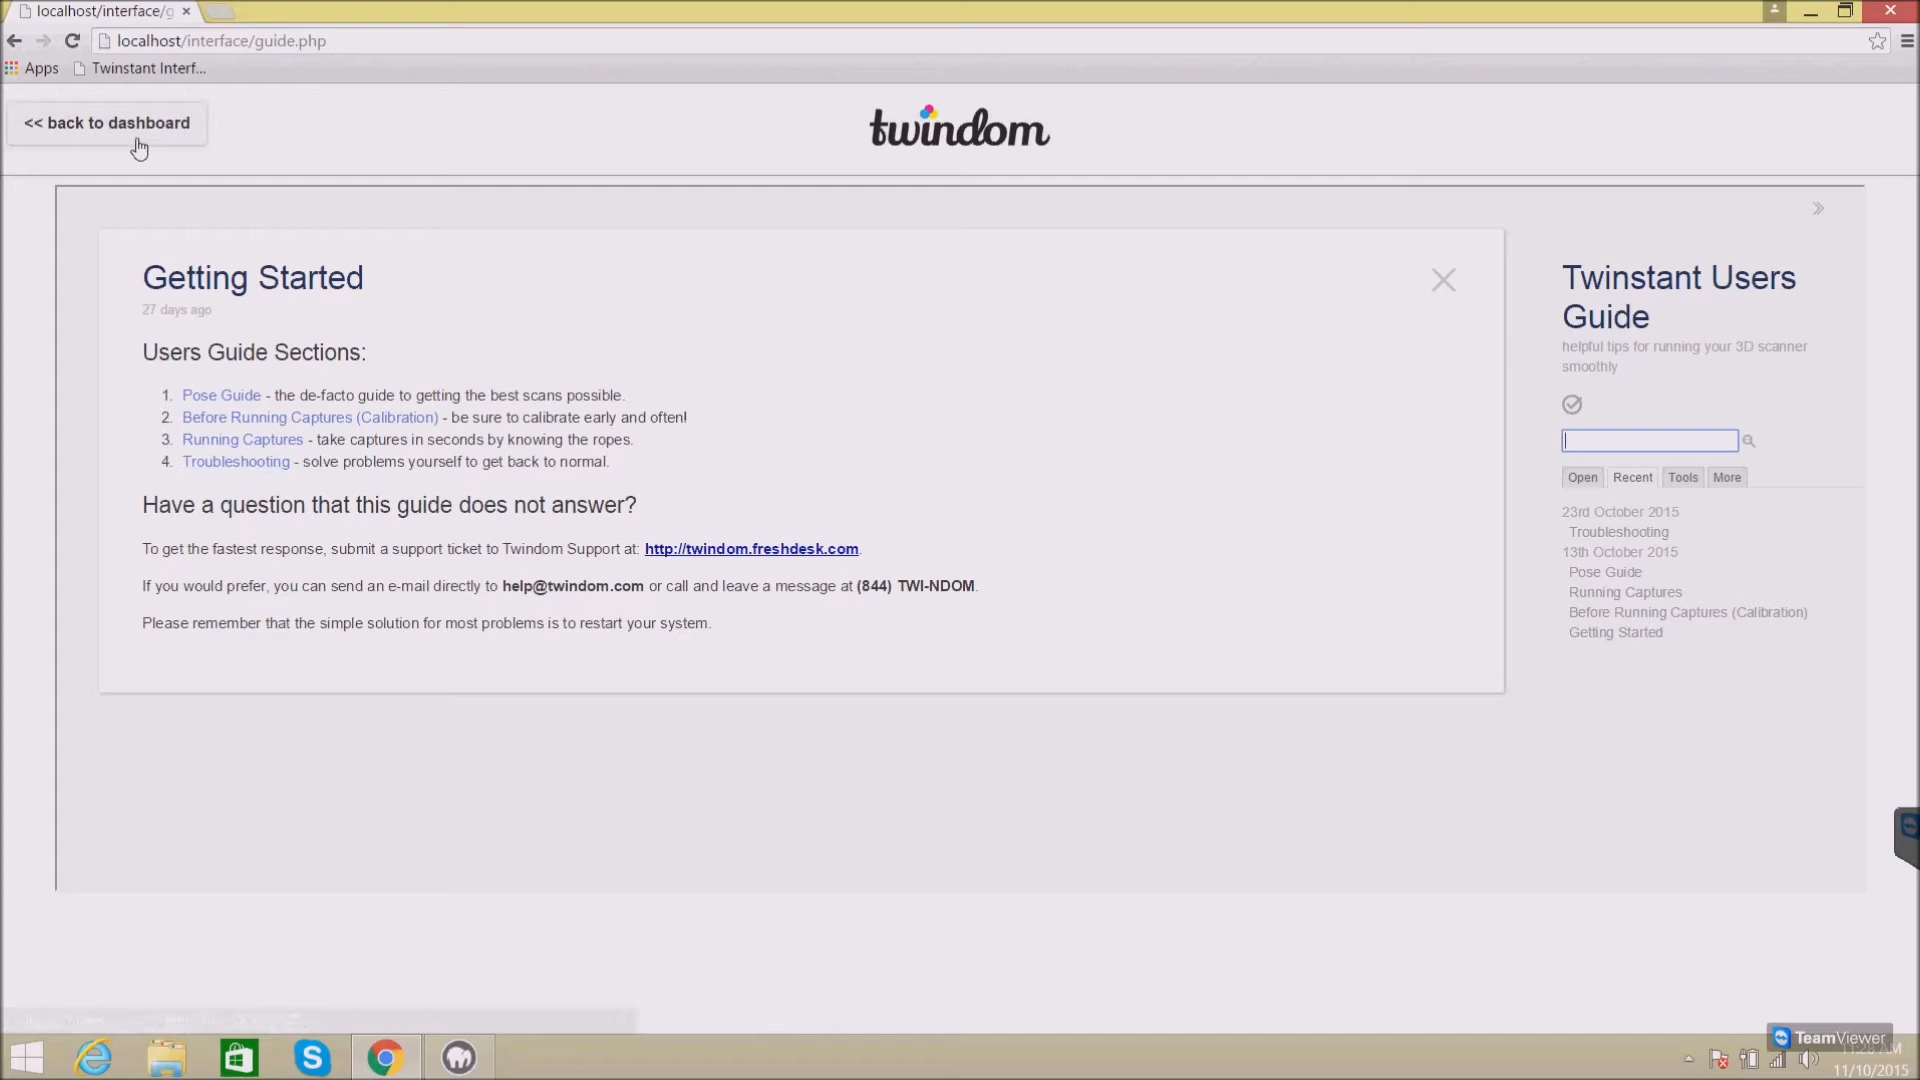 localhost/interface/g
localhost/interface/guide.php
Apps
Twinstant Interf...
<< back to dashboard
twindom
Getting Started
27 days ago
Users Guide Sections:
1. Pose Guide - the de-facto guide to getting the best scans possible.
2. Before Running Captures (Calibration) - be sure to calibrate early and often!
3. Running Captures - take captures in seconds by knowing the ropes.
4. Troubleshooting - solve problems yourself to get back to normal.
Have a question that this guide does not answer?
To get the fastest response, submit a support ticket to Twindom Support at: http://twindom.freshdesk.com.
If you would prefer, you can send an e-mail directly to help@twindom.com or call and leave a message at (844) TWI-NDOM.
Please remember that the simple solution for most problems is to restart your system.
Twinstant Users
Guide
helpful tips for running your 3D scanner
smoothly
Open
Recent
Tools
More
23rd October 2015
Troubleshooting
13th October 2015
Pose Guide
Running Captures
Before Running Captures (Calibration)
Getting Started
TeamViewer
11:28 AM
11/10/2015